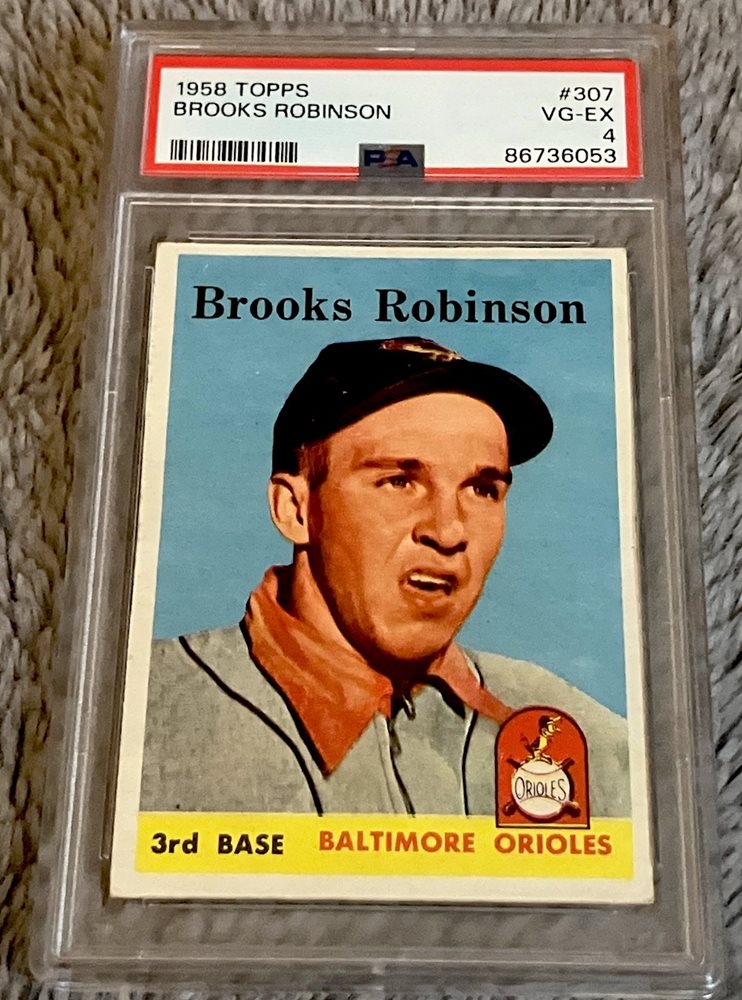 1958 TOPPS #307
BROOKS ROBINSON VG-EX
4
PSA 86736053
Brooks Robinson
ORIOLES
3rd BASE BALTIMORE ORIOLES